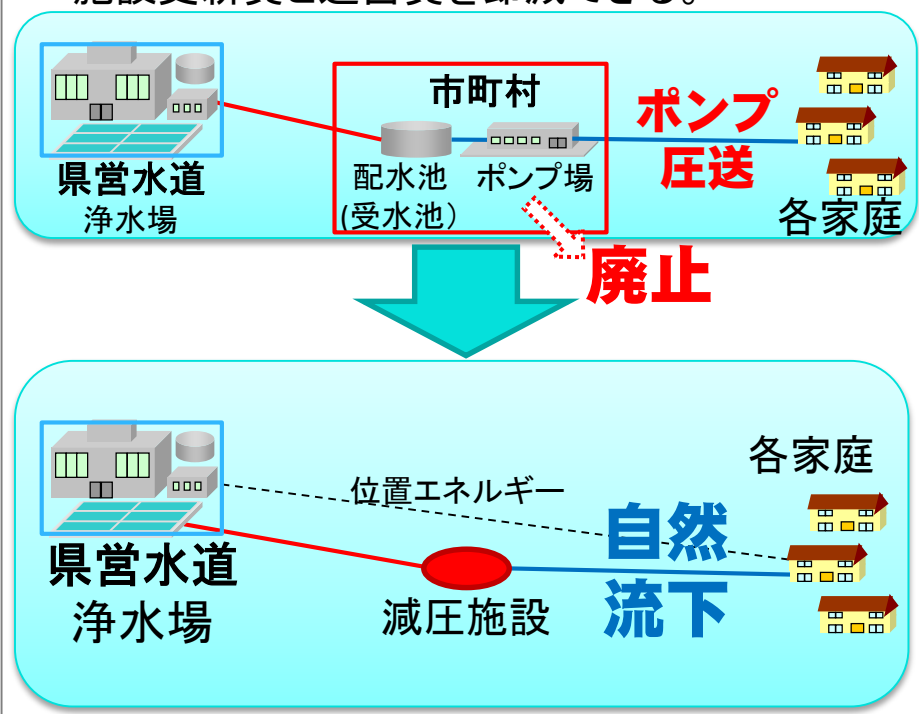 市町村
ポンプ
圧送
県営水道
浄水場
配水池
(受水池）
ポンプ場
各家庭
廃止
各家庭
位置エネルギー
自然
流下
県営水道
浄水場
減圧施設